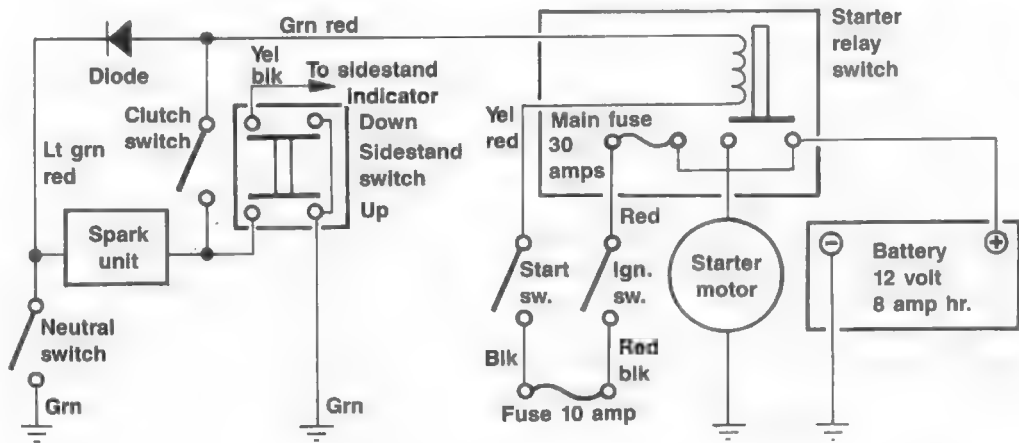 Grn red
Starter
relay
switch
Diode
Yel
blk
To sidestand
indicator
Clutch
switch
Down
Sidestand
switch
Up
Yel
red
Main fuse
30
amps
Lt grn
red
Spark
unit
Red
Start
sw.
Ign.
sw.
Starter
motor
Battery
12 volt
8 amp hr.
Neutral
switch
Blk
Red
blk
Grn
Grn
Fuse 10 amp